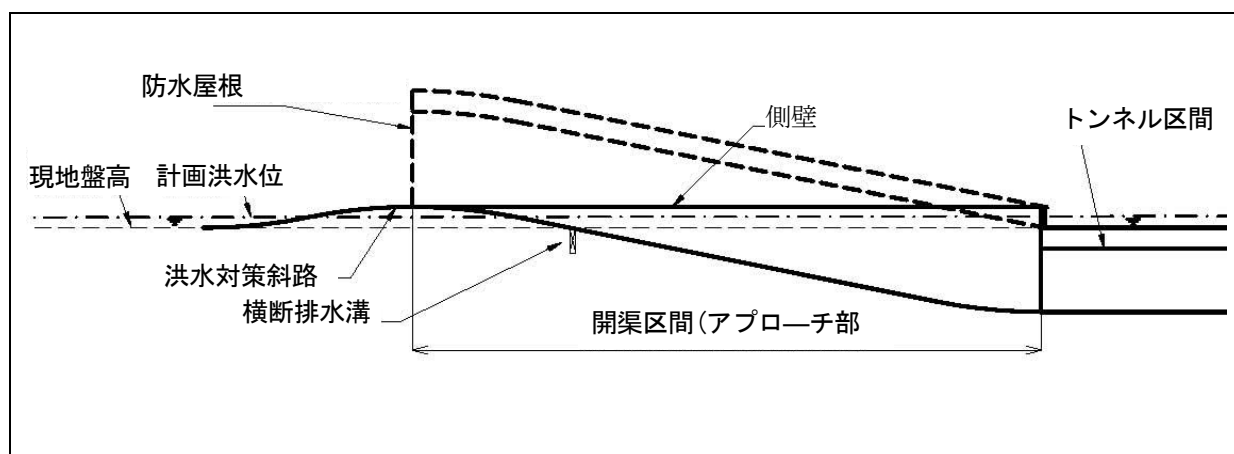 防水屋根
側壁
トンネル区間
現地盤高 計画洪水位
洪水対策斜路
横断排水溝
開渠区間(アプロ―チ部